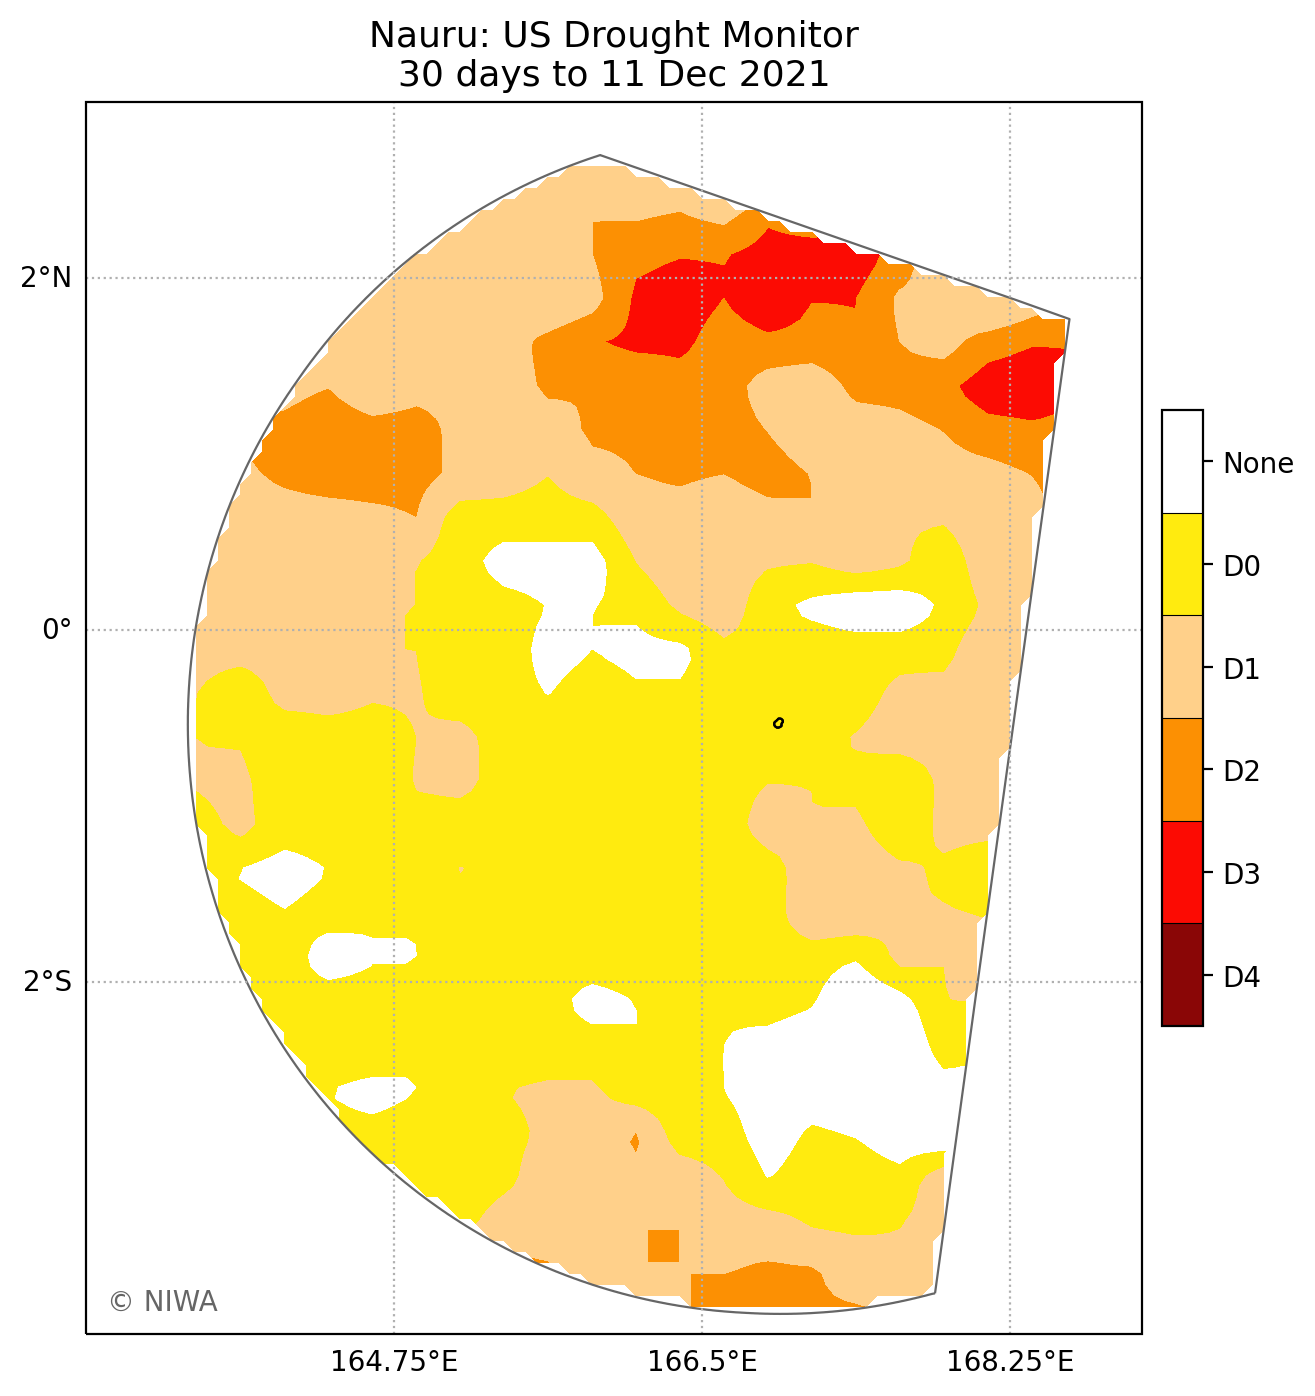 Nauru: US Drought Monitor
30 days to 11 Dec 2021
2°N
0°
2°S
None
D0
D1
D2
D3
D4
© NIWA
164.75°E
166.5°E
168.25°E